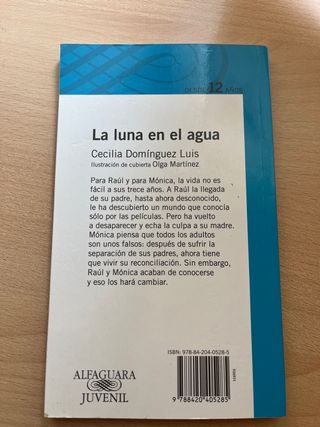 DESDE 12 AÑOS
La luna en el agua
Cecilia Domínguez Luis
Ilustración de cubierta Olga Martínez
Para Raúl y para Mónica, la vida no es
fácil a sus trece años. A Raúl la llegada
de su padre, hasta ahora desconocido,
le ha descubierto un mundo que conocía
sólo por las películas. Pero ha vuelto
a desaparecer y echa la culpa a su madre.
Mónica piensa que todos los adultos
son unos falsos: después de sufrir la
separación de sus padres, ahora tiene
que vivir su reconciliación. Sin embargo,
Raúl y Mónica acaban de conocerse
y eso los hará cambiar.
ISBN: 978-84-204-0528-5
9 788420 405285
ALFAGUARA
JUVENIL